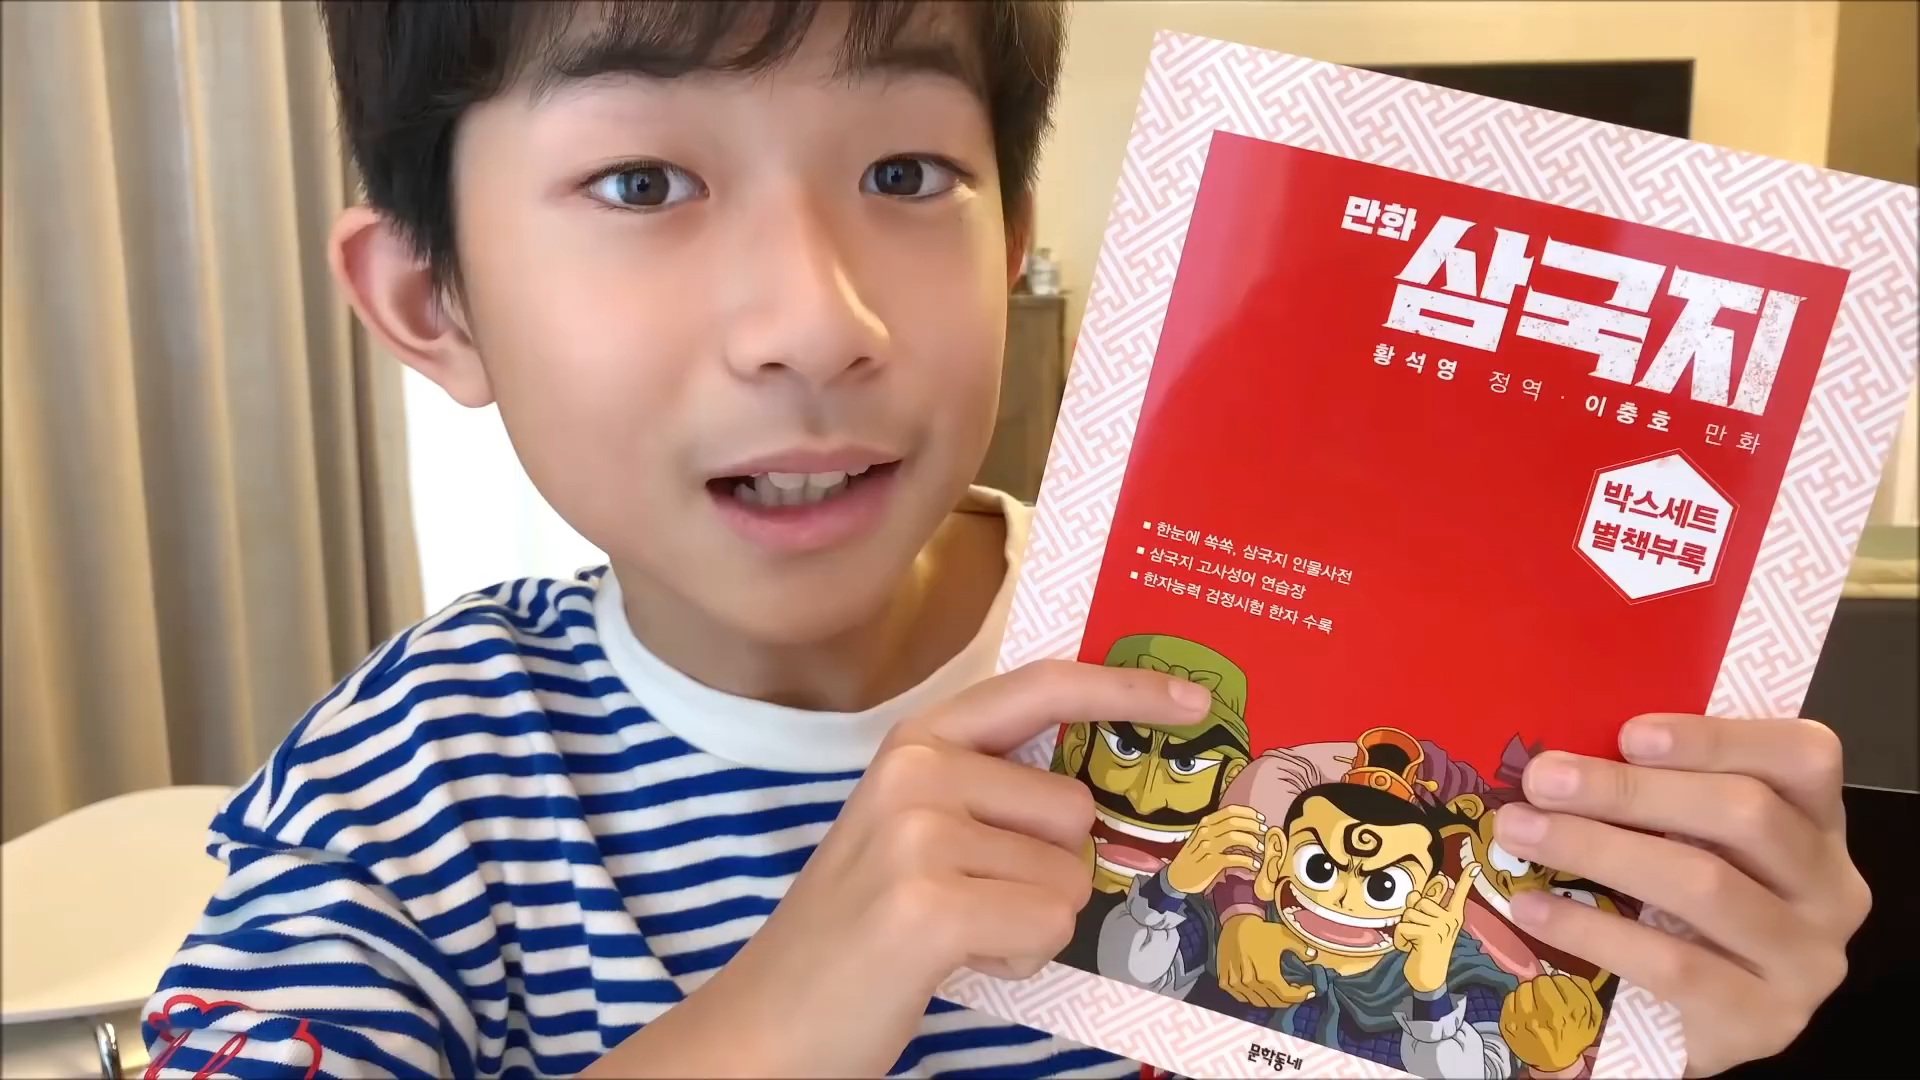 만화
삼국지
황석영 정역 · 이충호 만화
박스세트
별책부록
▪ 한눈에 쏙쏙, 삼국지 인물사전
▪ 삼국지 고사성어 연습장
▪ 한자능력 검정시험 한자 수록
문학동네